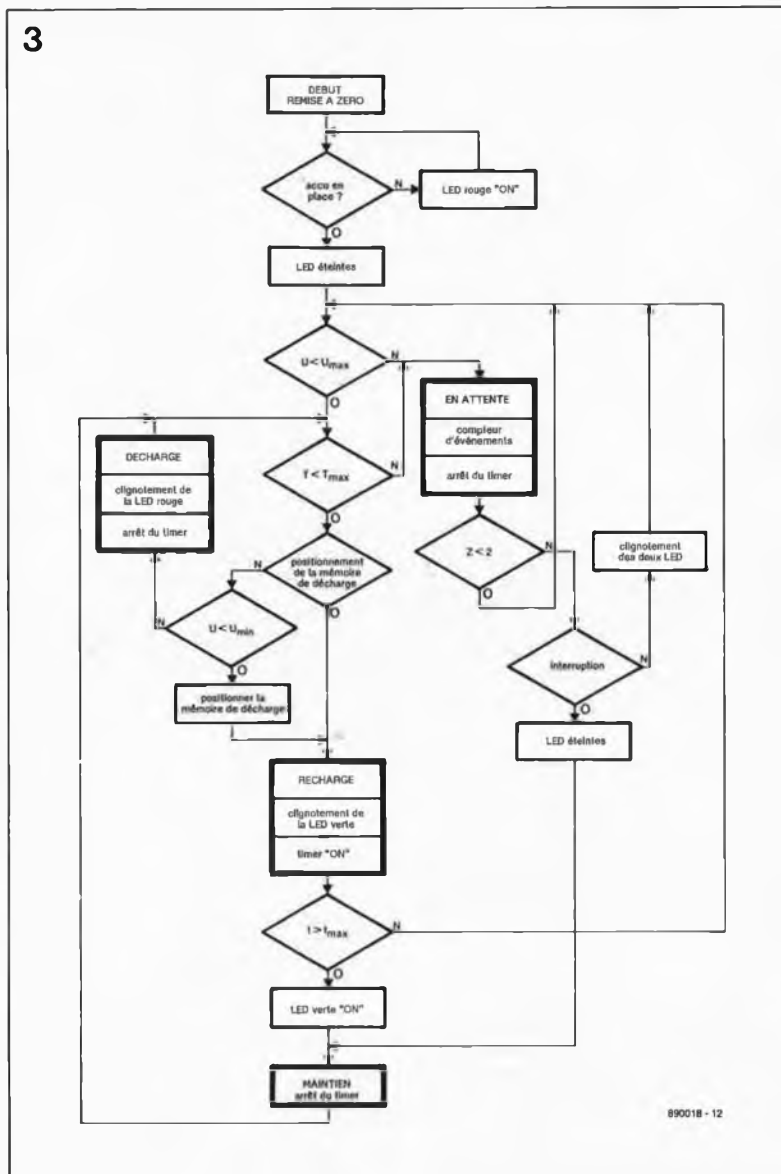 3
DEBUT
REMISE A ZERO
accu en
place ?
N
LED rouge "ON"
O
LED éteintes
U < Umax
N
O
EN ATTENTE
compteur
d'évènements
arrêt du timer
DECHARGE
clignotement de
la LED rouge
arrêt du timer
T < Tmax
N
O
Z < 2
N
O
clignotement
des deux LED
positionnement
de la mémoire
de décharge
N
O
U < Umin
N
O
interruption
N
O
positionner la
mémoire de décharge
LED éteintes
RECHARGE
clignotement de
la LED verte
timer "ON"
t > tmax
N
O
LED verte "ON"
MAINTIEN
arrêt du timer
890018 - 12